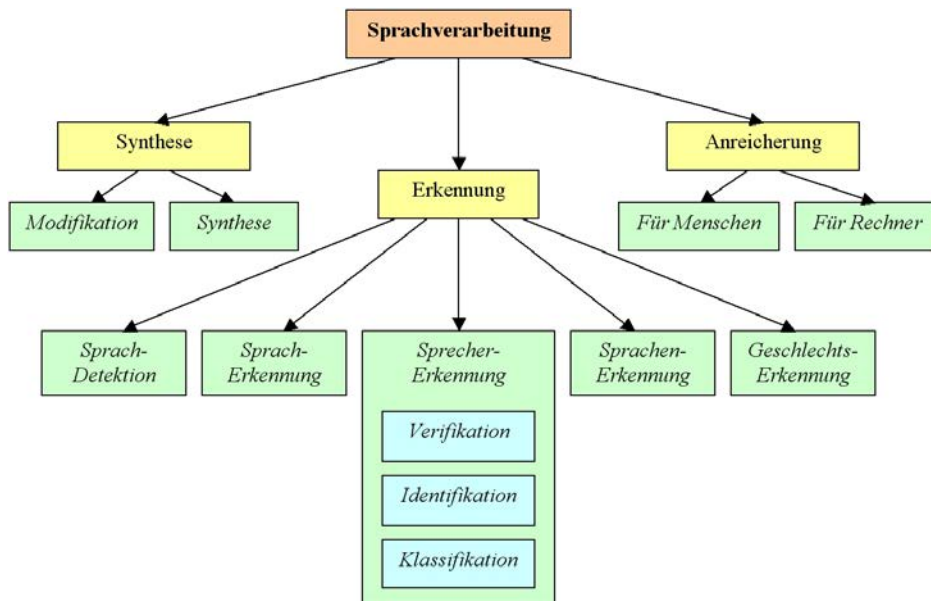 Sprachverarbeitung
Synthese
Anreicherung
Erkennung
Modifikation
Synthese
Für Menschen
Für Rechner
Sprach-
Detektion
Sprach-
Erkennung
Sprecher-
Erkennung
Verifikation
Identifikation
Klassifikation
Sprachen-
Erkennung
Geschlechts-
Erkennung